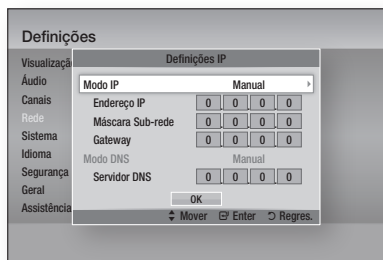 Definições
Visualizaçã
Definições IP
Áudio
Modo IP Manual
Canais
Endereço IP 0 0 0 0
Rede
Máscara Sub-rede 0 0 0 0
Sistema
Gateway 0 0 0 0
Idioma
Modo DNS Manual
Segurança
Servidor DNS 0 0 0 0
Geral
OK
Assistência
Mover Enter Regres.